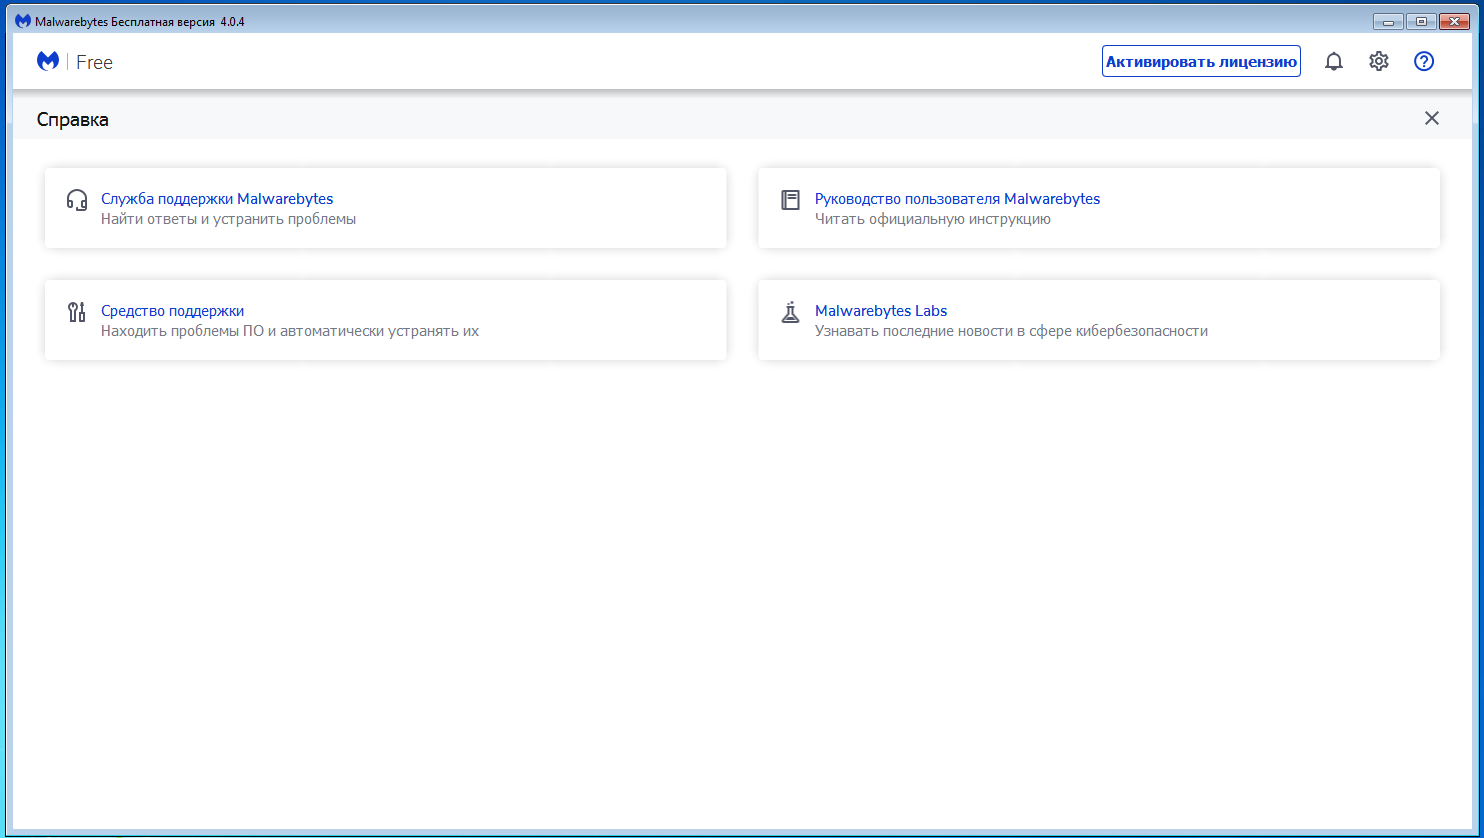 Malwarebytes Бесплатная версия 4.0.4
Free
Активировать лицензию
Справка
Служба поддержки Malwarebytes
Найти ответы и устранить проблемы
Руководство пользователя Malwarebytes
Читать официальную инструкцию
Средство поддержки
Находить проблемы ПО и автоматически устранять их
Malwarebytes Labs
Узнавать последние новости в сфере кибербезопасности